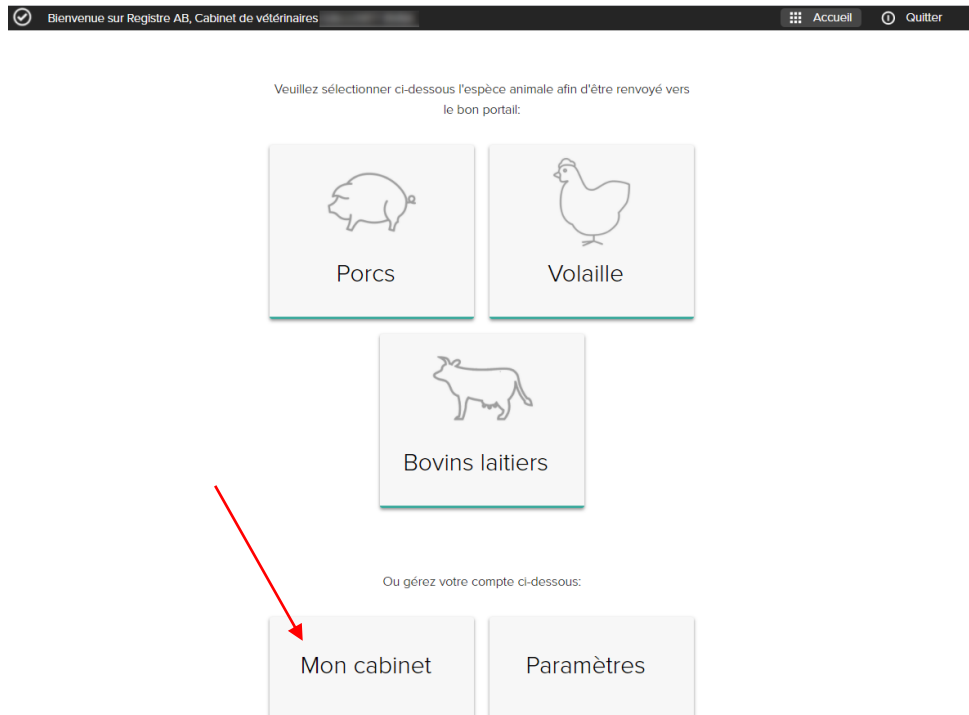 Bienvenue sur Registre AB, Cabinet de vétérinaires
Accueil
Quitter
Veuillez sélectionner ci-dessous l'espèce animale afin d'être renvoyé vers
le bon portail:
Porcs
Volaille
Bovins laitiers
Ou gérez votre compte ci-dessous:
Mon cabinet
Paramètres